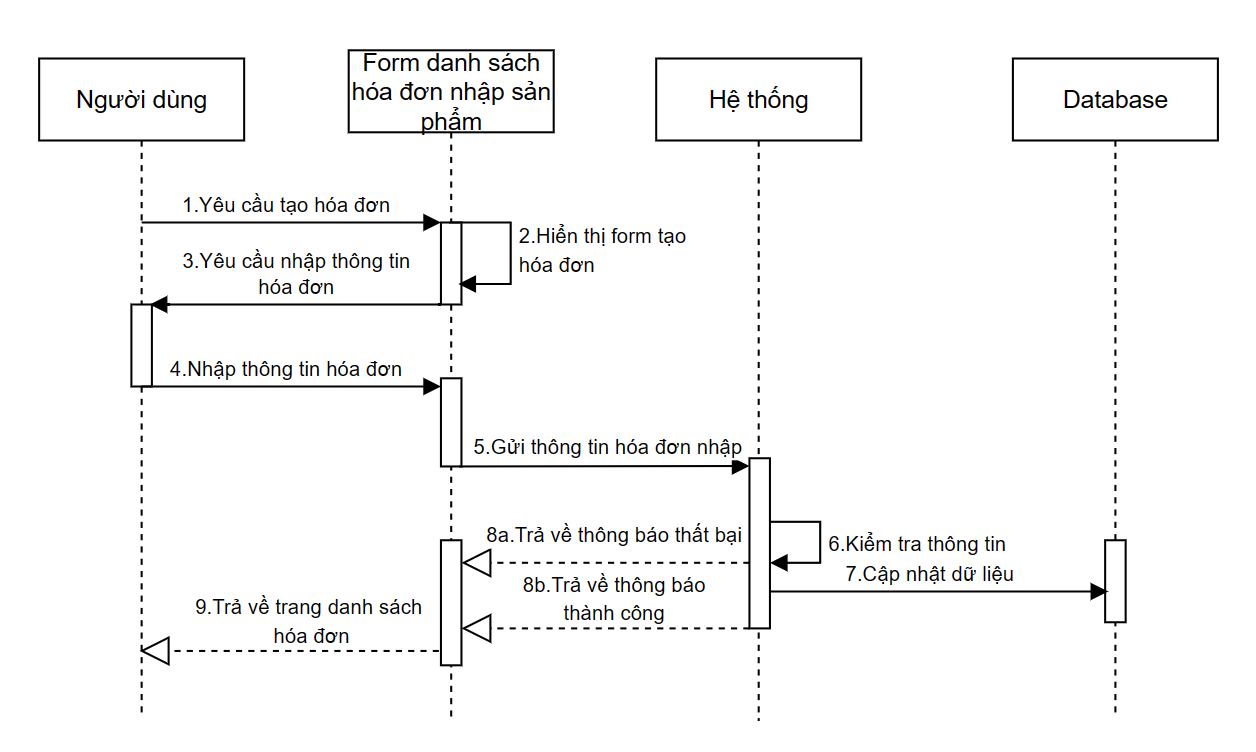 Người dùng
Form danh sách
hóa đơn nhập sản
phẩm
Hệ thống
Database
1.Yêu cầu tạo hóa đơn
2.Hiển thị form tạo
hóa đơn
3.Yêu cầu nhập thông tin
hóa đơn
4.Nhập thông tin hóa đơn
5.Gửi thông tin hóa đơn nhập
8a.Trả về thông báo thất bại
6.Kiểm tra thông tin
7.Cập nhật dữ liệu
8b.Trả về thông báo
thành công
9.Trả về trang danh sách
hóa đơn